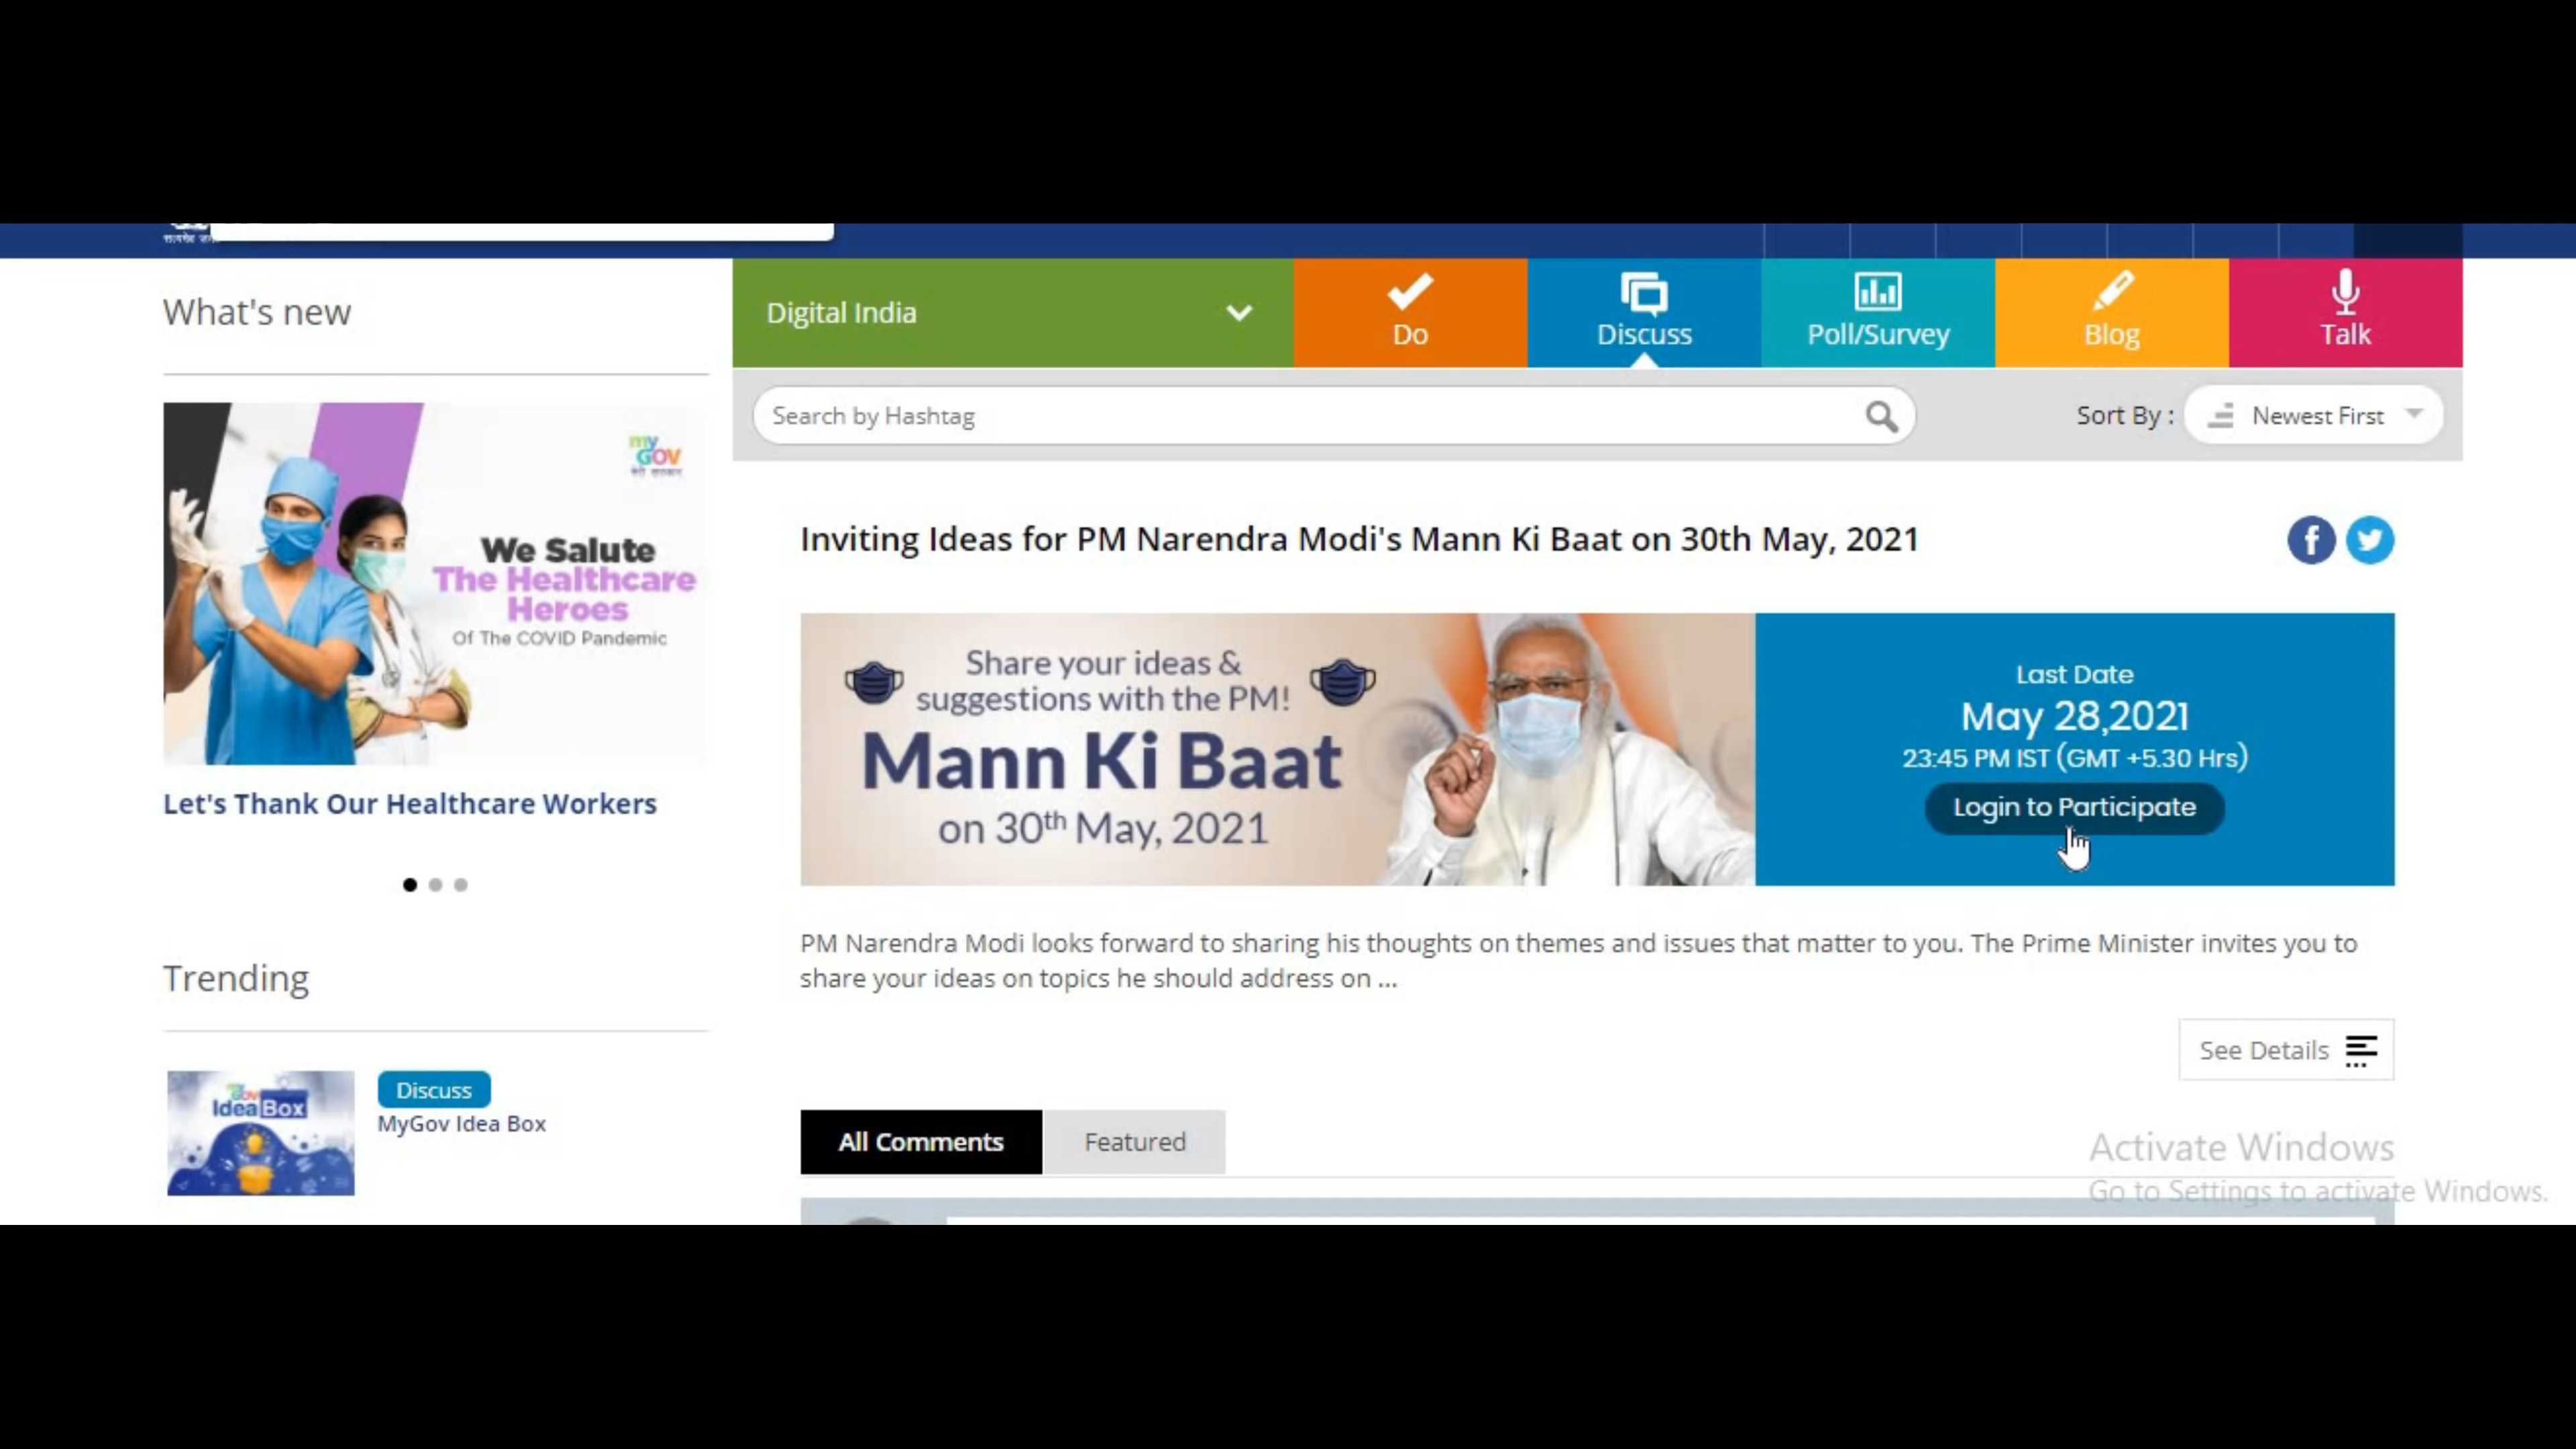 What's new
my
GOV
मेरी सरकार
We Salute
The Healthcare
Heroes
Of The COVID Pandemic
Let's Thank Our Healthcare Workers
Trending
IdeaBox
Discuss
MyGov Idea Box
Digital India
Do
Discuss
Poll/Survey
Blog
Talk
Search by Hashtag
Sort By :
Newest First
Inviting Ideas for PM Narendra Modi's Mann Ki Baat on 30th May, 2021
Share your ideas &
suggestions with the PM!
Mann Ki Baat
on 30th May, 2021
Last Date
May 28,2021
23:45 PM IST (GMT +5.30 Hrs)
Login to Participate
PM Narendra Modi looks forward to sharing his thoughts on themes and issues that matter to you. The Prime Minister invites you to
share your ideas on topics he should address on ...
See Details
All Comments
Featured
Activate Windows
Go to Settings to activate Windows.